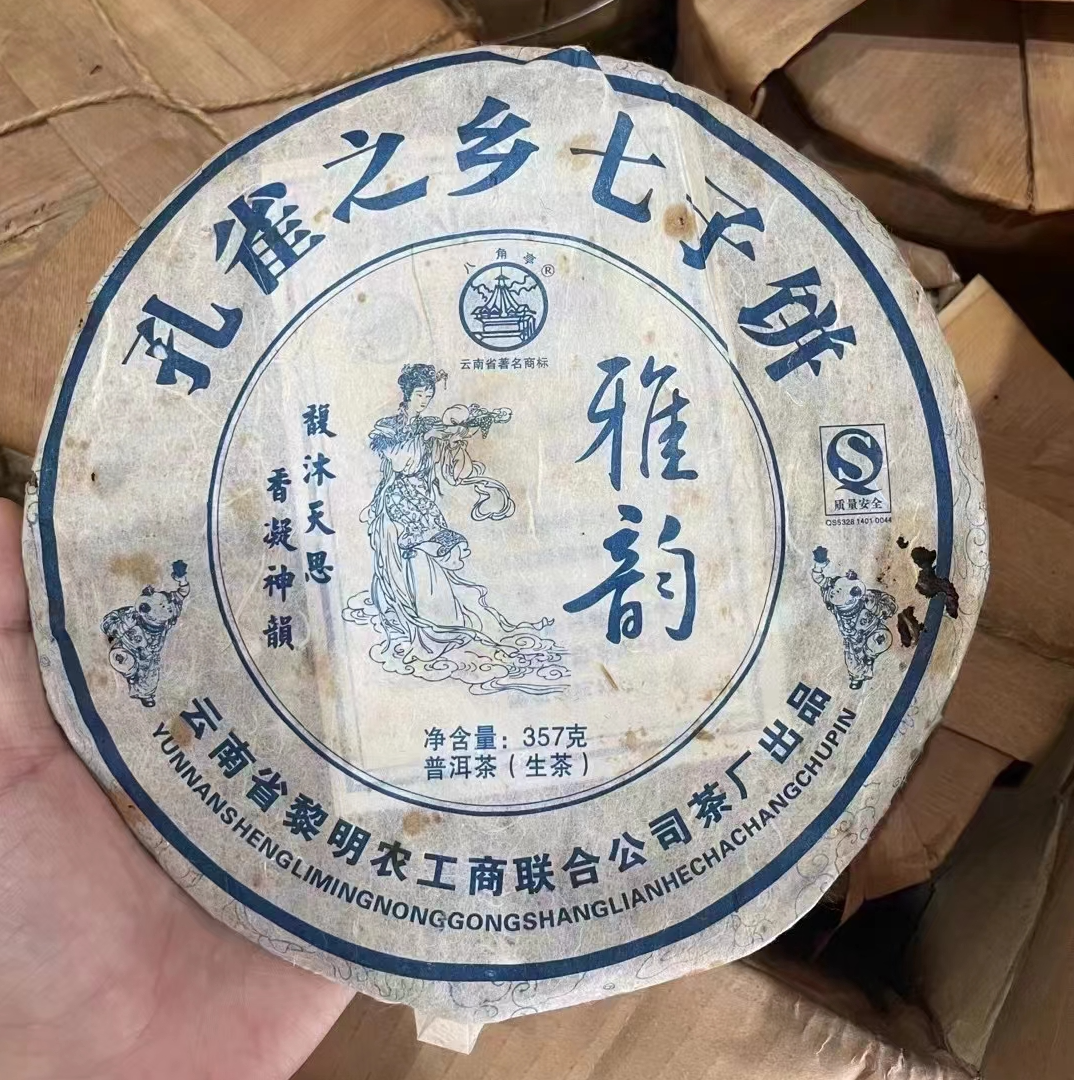 孔雀之乡七子饼
八角亭®
云南省著名商标
雅韵
馥沐天恩
香凝神韻
质量安全
QS5328 1401 0044
净含量：357克
普洱茶（生茶）
云南省黎明农工商联合公司茶厂出品
YUNNANSHENGLIMINGNONGGONGSHANGLIANHECHACHANGCHUPIN